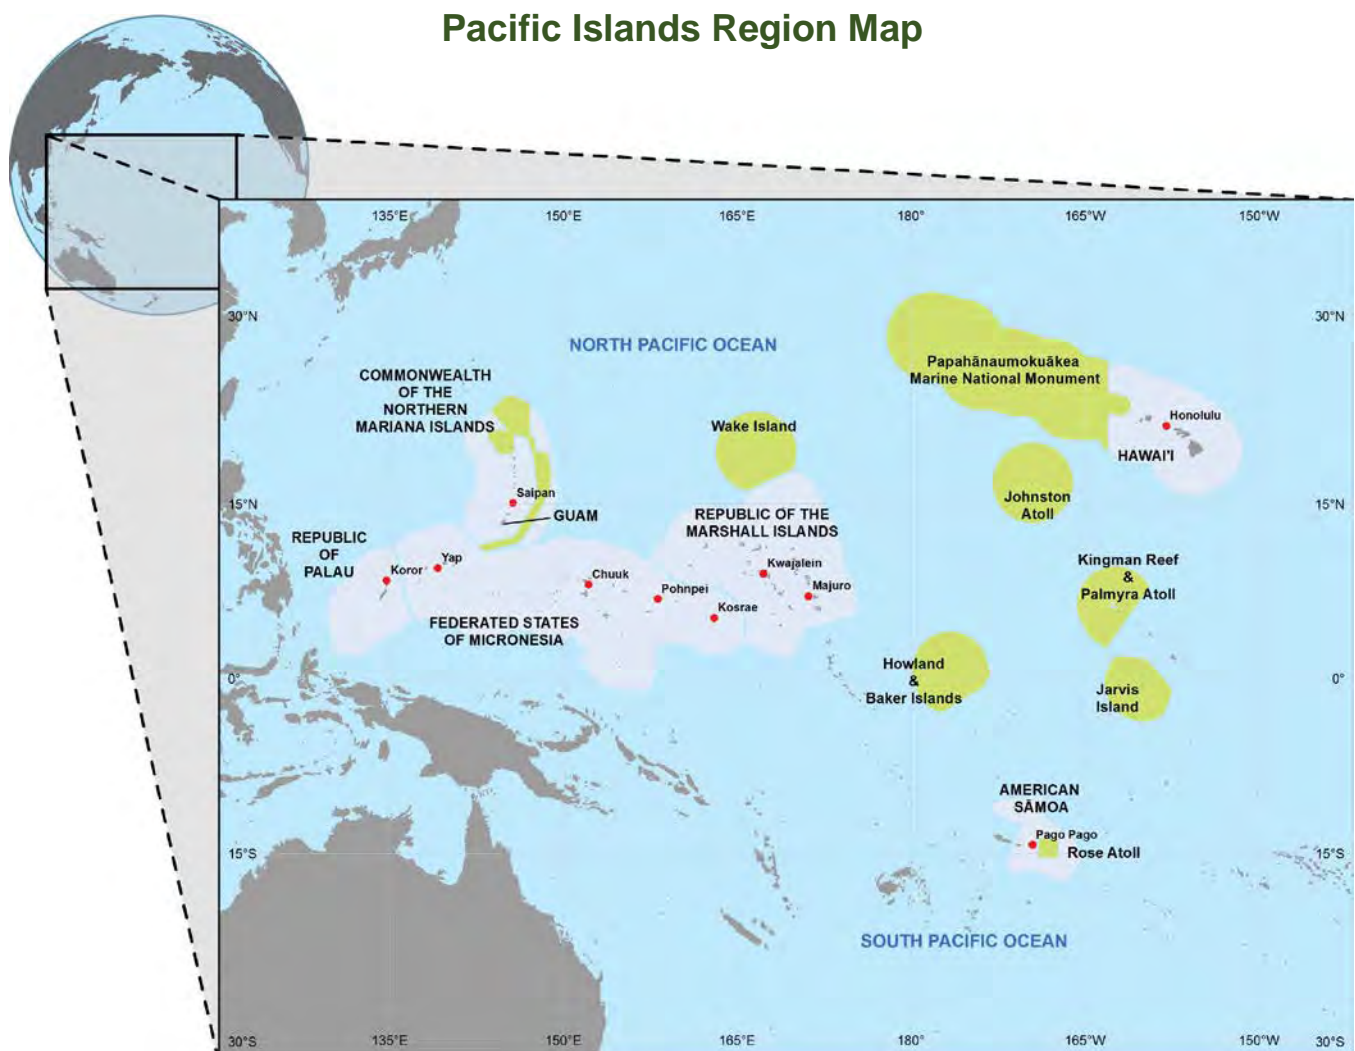 Pacific Islands Region Map
135°E
150°E
165°E
180°
165°W
150°W
30°N
30°N
NORTH PACIFIC OCEAN
Papahānaumokuākea
Marine National Monument
COMMONWEALTH
OF THE
NORTHERN
MARIANA ISLANDS
Wake Island
Honolulu
HAWAI'I
Saipan
15°N
GUAM
REPUBLIC OF THE
MARSHALL ISLANDS
Johnston
Atoll
15°N
REPUBLIC
OF
PALAU
Koror
Yap
Chuuk
Pohnpei
Kwajalein
Majuro
Kosrae
Kingman Reef
&
Palmyra Atoll
FEDERATED STATES
OF MICRONESIA
0°
Howland
&
Baker Islands
Jarvis
Island
0°
AMERICAN
SĀMOA
Pago Pago
Rose Atoll
15°S
15°S
SOUTH PACIFIC OCEAN
30°S
135°E
150°E
165°E
180°
165°W
150°W
30°S